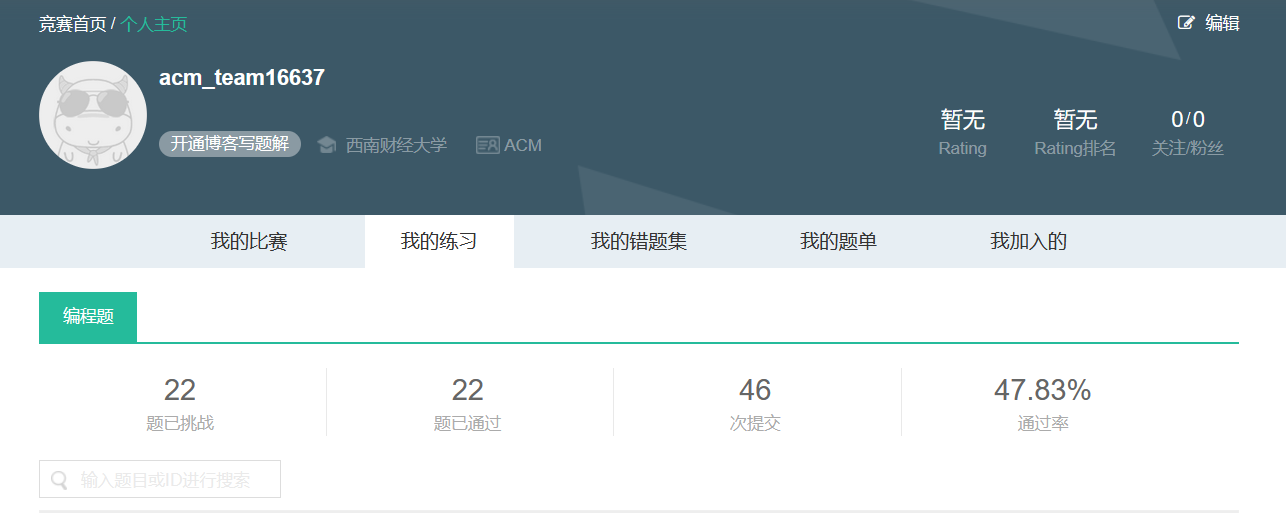 竞赛首页 / 个人主页
编辑
acm_team16637
开通博客写题解 西南财经大学 ACM
暂无 暂无 0/0
Rating Rating排名 关注/粉丝
我的比赛 我的练习 我的错题集 我的题单 我加入的
编程题
22 22 46 47.83%
题已挑战 题已通过 次提交 通过率
输入题目或ID进行搜索